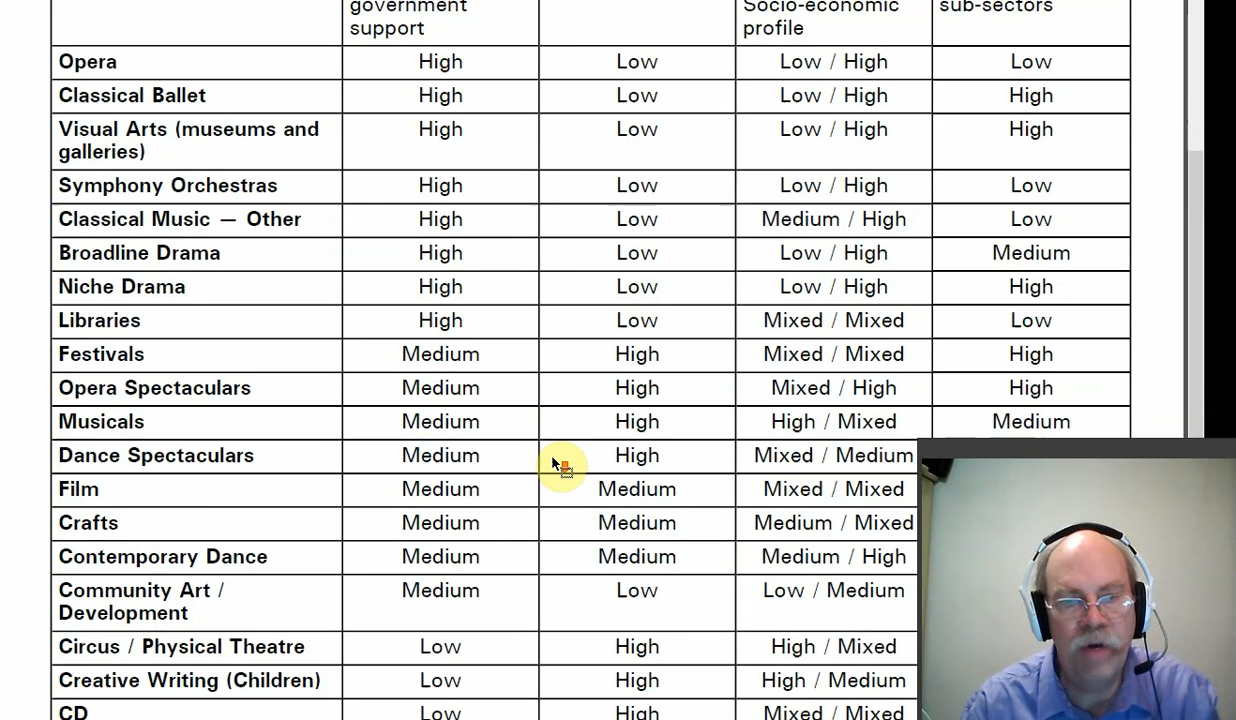 government Socio-economic sub-sectors
support profile
Opera High Low Low / High Low
Classical Ballet High Low Low / High High
Visual Arts (museums and High Low Low / High High
galleries)
Symphony Orchestras High Low Low / High Low
Classical Music — Other High Low Medium / High Low
Broadline Drama High Low Low / High Medium
Niche Drama High Low Low / High High
Libraries High Low Mixed / Mixed Low
Festivals Medium High Mixed / Mixed High
Opera Spectaculars Medium High Mixed / High High
Musicals Medium High High / Mixed Medium
Dance Spectaculars Medium High Mixed / Medium
Film Medium Medium Mixed / Mixed
Crafts Medium Medium Medium / Mixed
Contemporary Dance Medium Medium Medium / High
Community Art / Medium Low Low / Medium
Development
Circus / Physical Theatre Low High High / Mixed
Creative Writing (Children) Low High High / Medium
CD Low High Mixed / Mixed